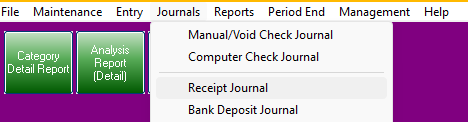 File Maintenance Entry Journals Reports Period End Management Help
Manual/Void Check Journal
Computer Check Journal
Receipt Journal
Bank Deposit Journal
Category
Detail Report
Analysis
Report
(Detail)